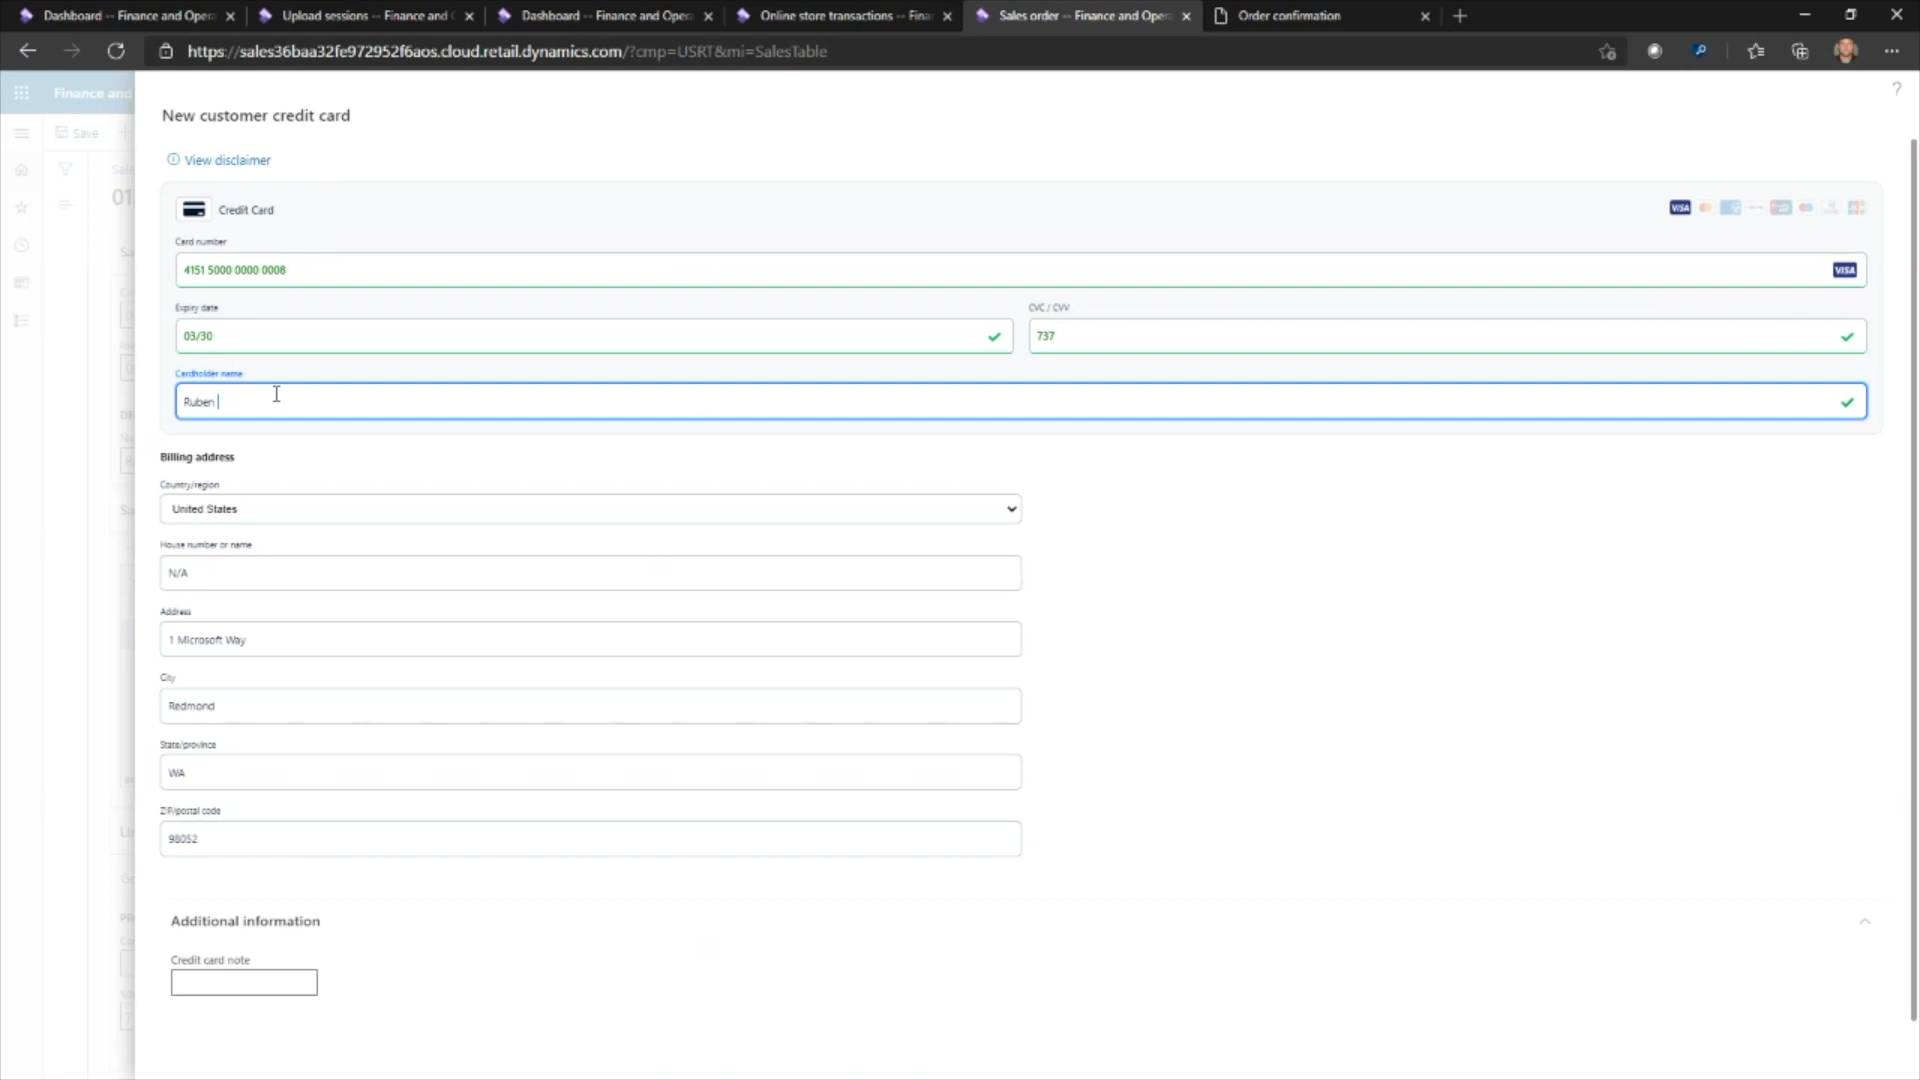 Dashboard -- Finance and Opera
Upload sessions -- Finance and O
Dashboard -- Finance and Opera
Online store transactions -- Finan
Sales order -- Finance and Opera
Order confirmation
https://sales36baa32fe972952f6aos.cloud.retail.dynamics.com/?cmp=USRT&mi=SalesTable
Finance and
Save
New customer credit card
View disclaimer
Credit Card
VISA
Card number
4151 5000 0000 0008
VISA
Expiry date
CVC / CVV
03/30
737
Cardholder name
Ruben
Billing address
Country/region
United States
House number or name
N/A
Address
1 Microsoft Way
City
Redmond
State/province
WA
ZIP/postal code
98052
Additional information
Credit card note